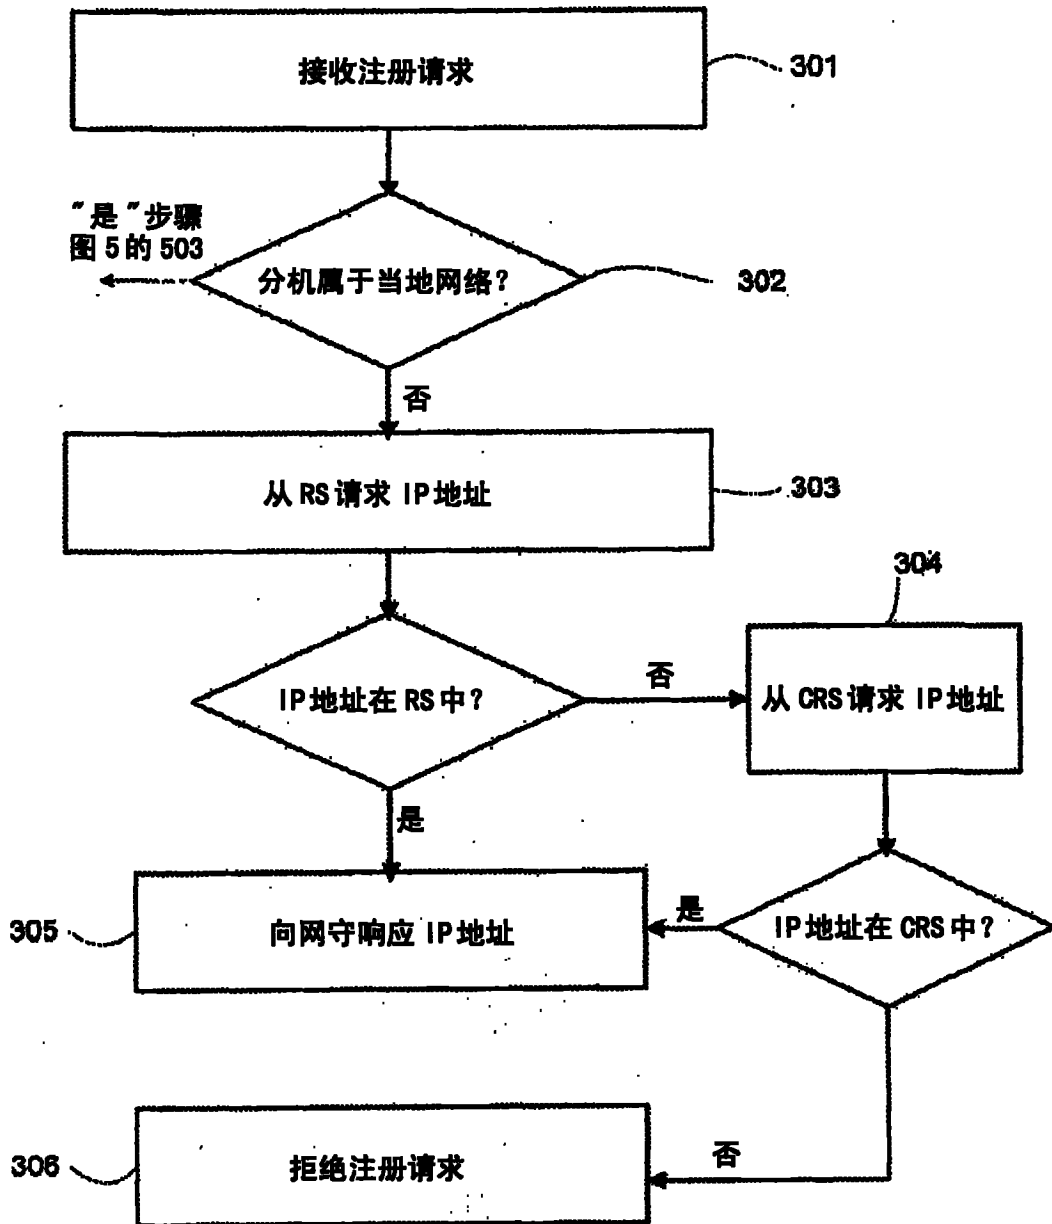 接收注册请求
301
"是"步骤
图 5 的 503
分机属于当地网络?
302
否
从 RS 请求 IP 地址
303
304
IP 地址在 RS 中?
否
从 CRS 请求 IP 地址
是
305
向网守响应 IP 地址
是
IP 地址在 CRS 中?
306
拒绝注册请求
否